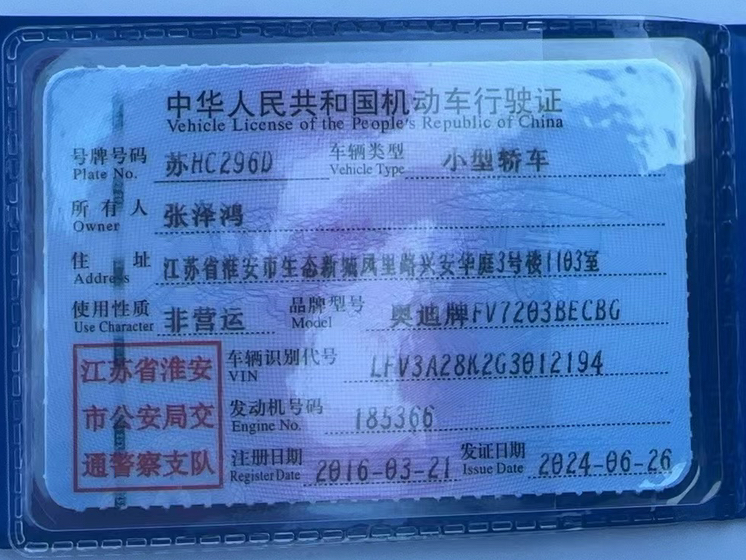 中华人民共和国机动车行驶证
Vehicle License of the People's Republic of China
号牌号码 苏HC296D 车辆类型 小型轿车
Plate No. Vehicle Type
所有人 张泽鸿
Owner
住址 江苏省淮安市生态新城凤里路兴安华庭3号楼1103室
Address
使用性质 非营运 品牌型号 奥迪牌FV7203BECBG
Use Character Model
江苏省淮安 车辆识别代号 LFV3A28K2G3012194
VIN
市公安局交 发动机号码 185366
Engine No.
通警察支队 注册日期 2016-03-21 发证日期 2024-06-26
Register Date Issue Date